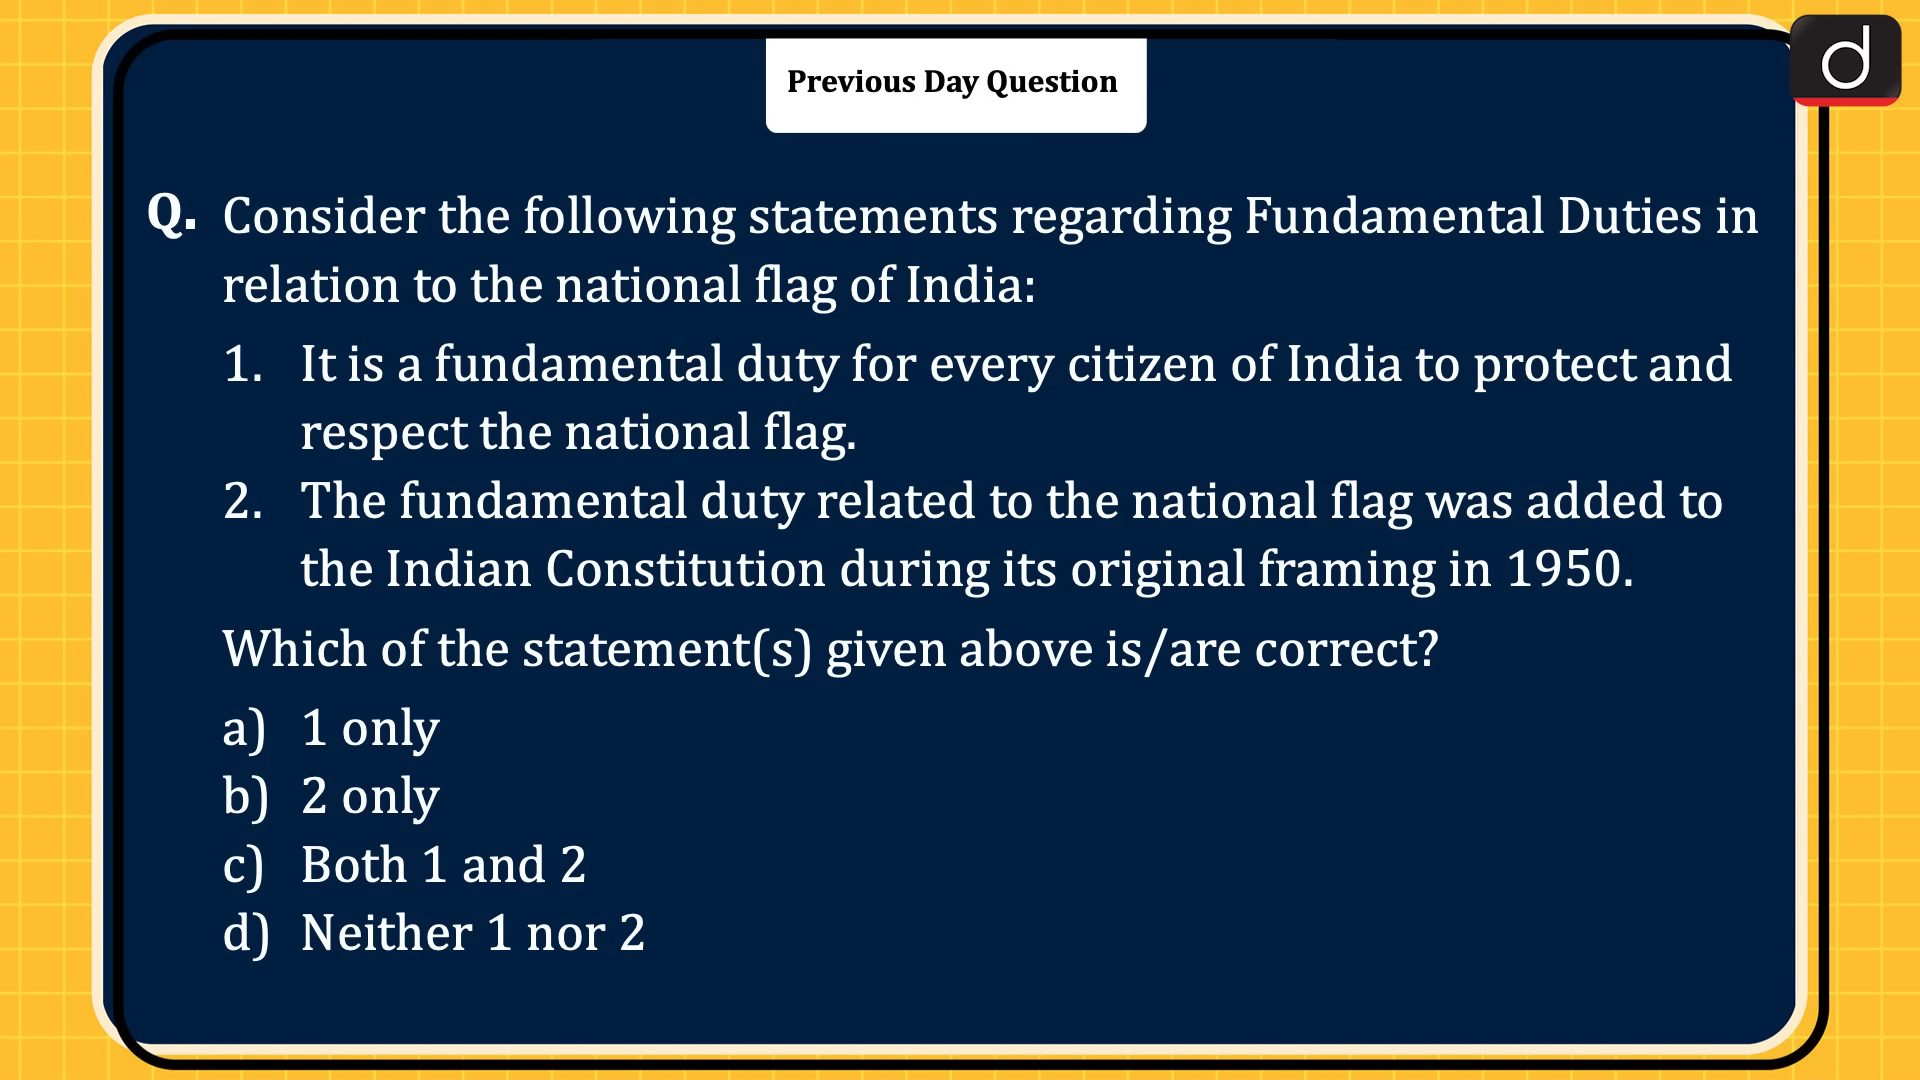 Previous Day Question
d
Q. Consider the following statements regarding Fundamental Duties in
relation to the national flag of India:
1. It is a fundamental duty for every citizen of India to protect and
respect the national flag.
2. The fundamental duty related to the national flag was added to
the Indian Constitution during its original framing in 1950.
Which of the statement(s) given above is/are correct?
a) 1 only
b) 2 only
c) Both 1 and 2
d) Neither 1 nor 2